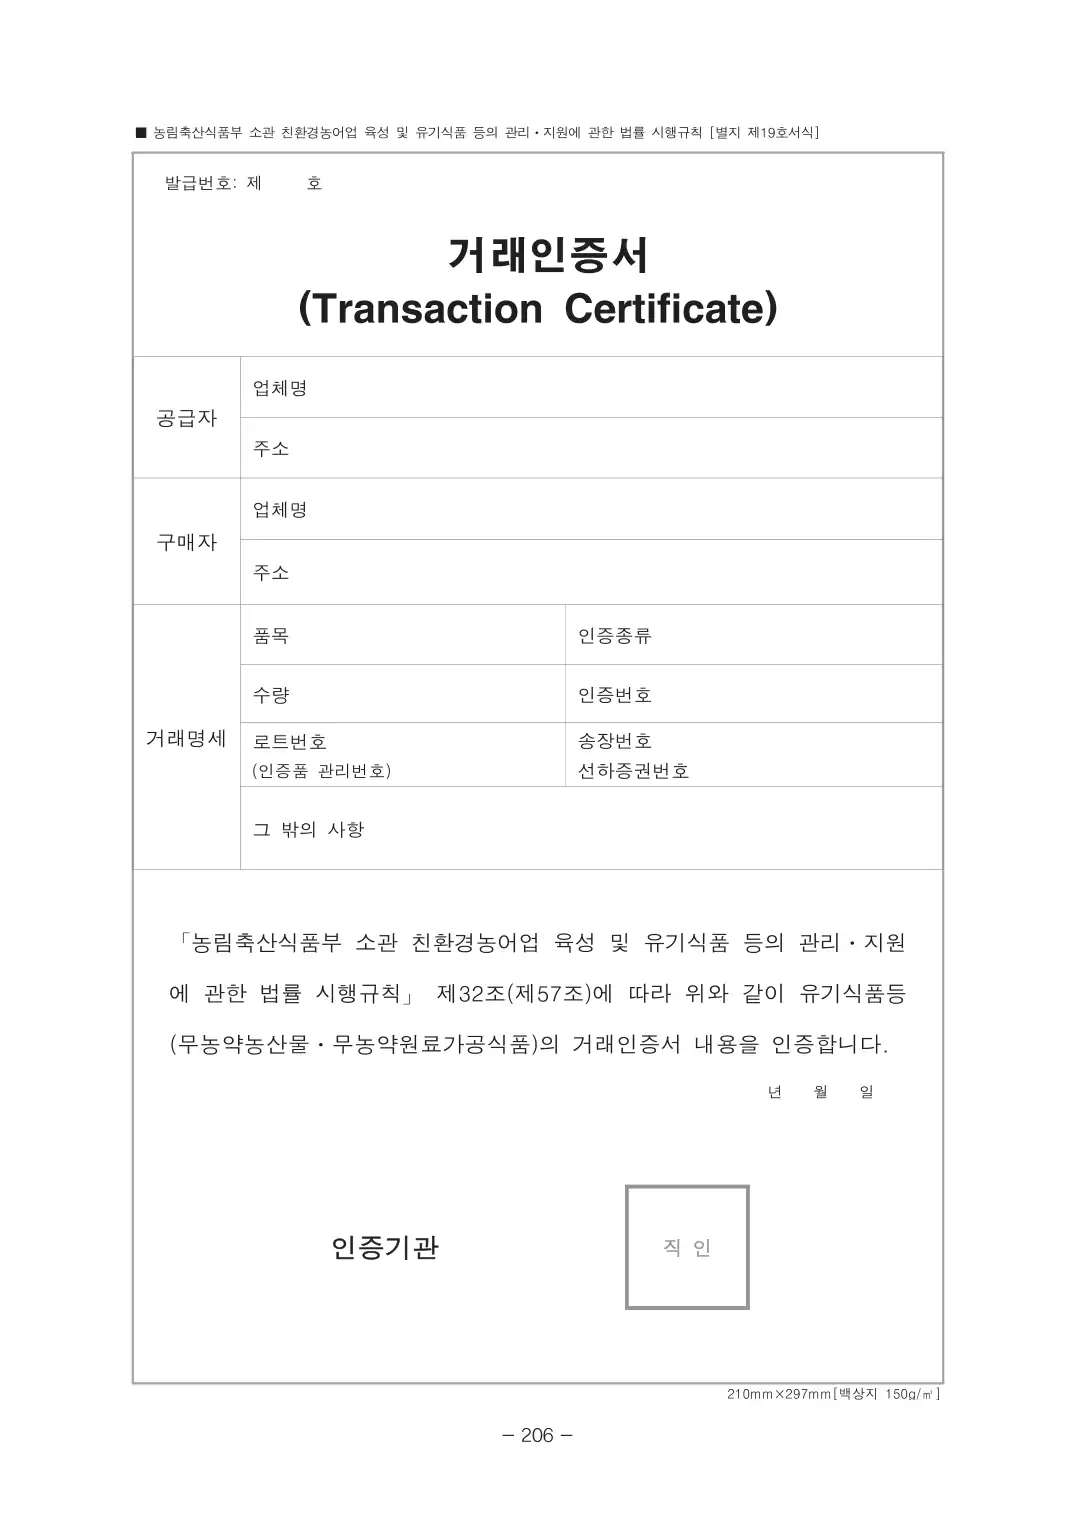 ■ 농림축산식품부 소관 친환경농어업 육성 및 유기식품 등의 관리ㆍ지원에 관한 법률 시행규칙 [별지 제19호서식]
발급번호: 제 호
거래인증서
(Transaction Certificate)
공급자
업체명
주소
구매자
업체명
주소
거래명세
품목
인증종류
수량
인증번호
로트번호
(인증품 관리번호)
송장번호
선하증권번호
그 밖의 사항
「농림축산식품부 소관 친환경농어업 육성 및 유기식품 등의 관리ㆍ지원
에 관한 법률 시행규칙」 제32조(제57조)에 따라 위와 같이 유기식품등
(무농약농산물ㆍ무농약원료가공식품)의 거래인증서 내용을 인증합니다.
년 월 일
인증기관
직 인
210mm×297mm[백상지 150g/㎡]
- 206 -